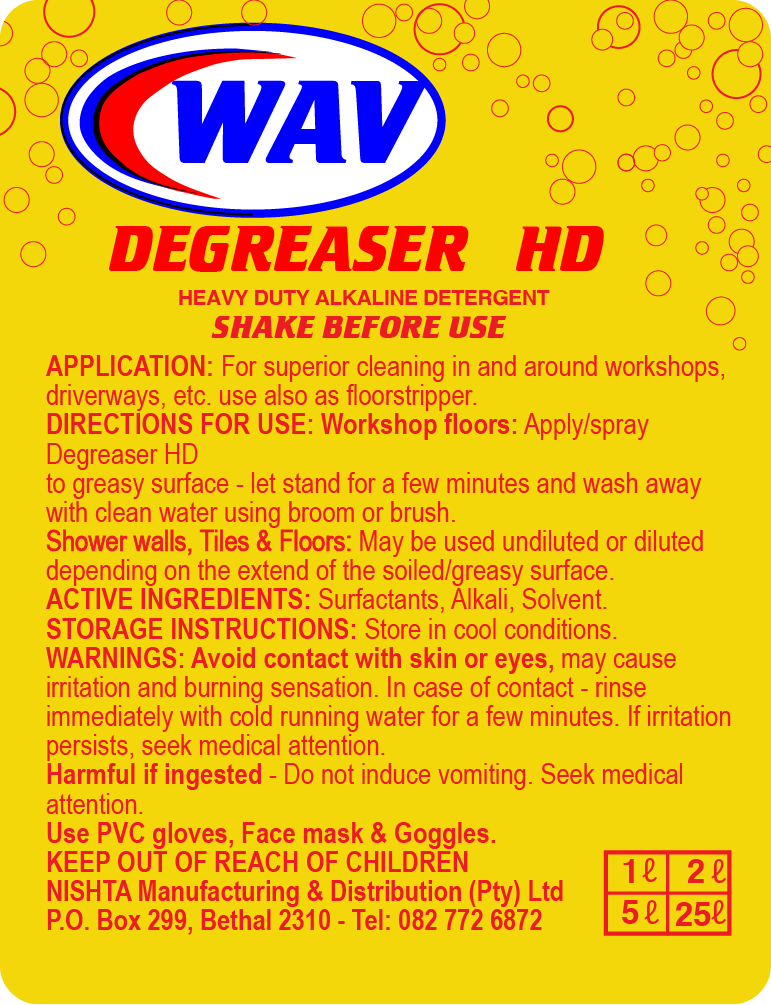 WAV
DEGREASER HD
HEAVY DUTY ALKALINE DETERGENT
SHAKE BEFORE USE
APPLICATION: For superior cleaning in and around workshops,
driverways, etc. use also as floorstripper.
DIRECTIONS FOR USE: Workshop floors: Apply/spray
Degreaser HD
to greasy surface - let stand for a few minutes and wash away
with clean water using broom or brush.
Shower walls, Tiles & Floors: May be used undiluted or diluted
depending on the extend of the soiled/greasy surface.
ACTIVE INGREDIENTS: Surfactants, Alkali, Solvent.
STORAGE INSTRUCTIONS: Store in cool conditions.
WARNINGS: Avoid contact with skin or eyes, may cause
irritation and burning sensation. In case of contact - rinse
immediately with cold running water for a few minutes. If irritation
persists, seek medical attention.
Harmful if ingested - Do not induce vomiting. Seek medical
attention.
Use PVC gloves, Face mask & Goggles.
KEEP OUT OF REACH OF CHILDREN
NISHTA Manufacturing & Distribution (Pty) Ltd
P.O. Box 299, Bethal 2310 - Tel: 082 772 6872
1ℓ 2ℓ
5ℓ 25ℓ